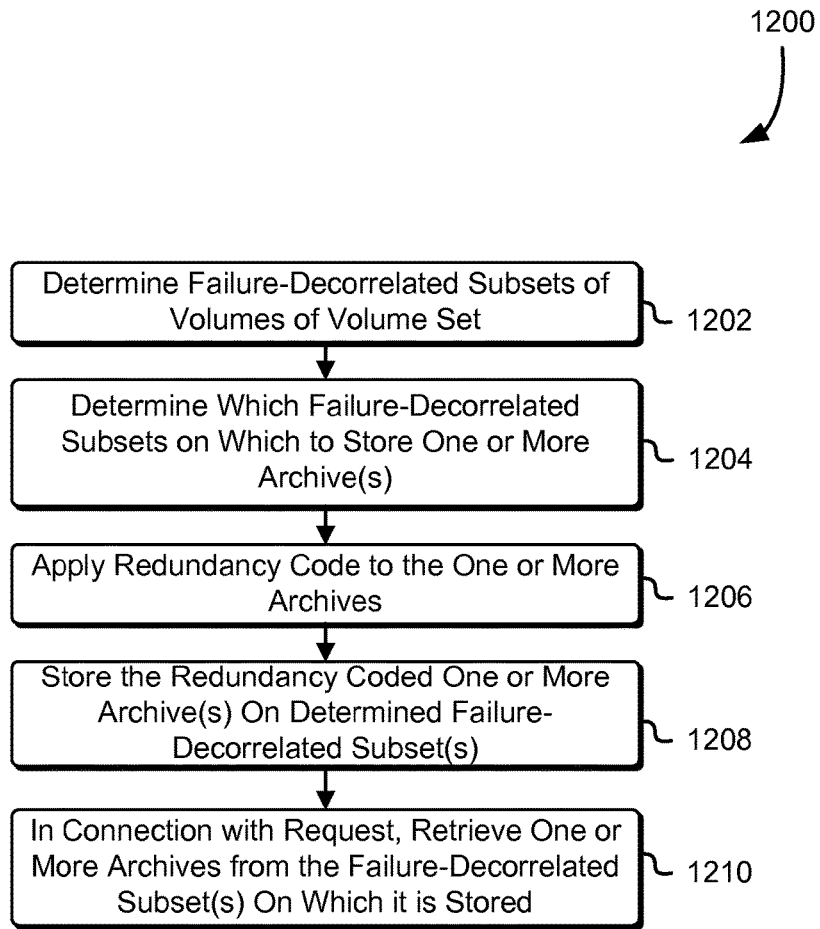 1200
Determine Failure-Decorrelated Subsets of
Volumes of Volume Set
1202
Determine Which Failure-Decorrelated
Subsets on Which to Store One or More
Archive(s)
1204
Apply Redundancy Code to the One or More
Archives
1206
Store the Redundancy Coded One or More
Archive(s) On Determined Failure-
Decorrelated Subset(s)
1208
In Connection with Request, Retrieve One or
More Archives from the Failure-Decorrelated
Subset(s) On Which it is Stored
1210